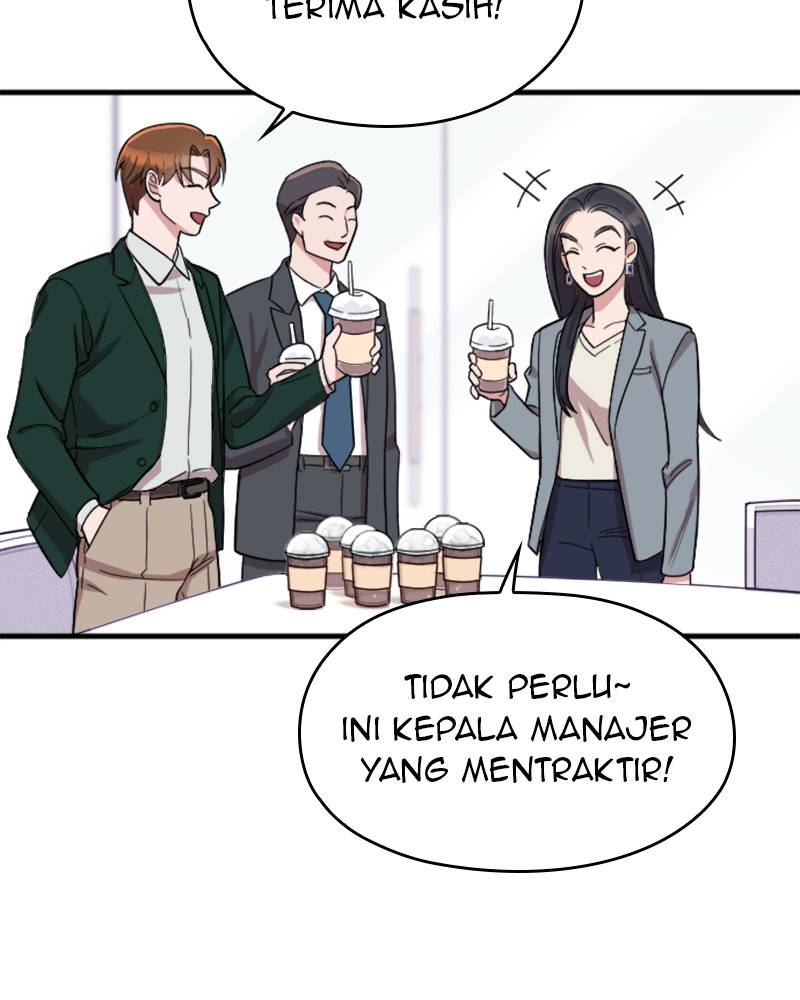 TERIMA KASIH!
TIDAK PERLU~
INI KEPALA MANAJER
YANG MENTRAKTIR!